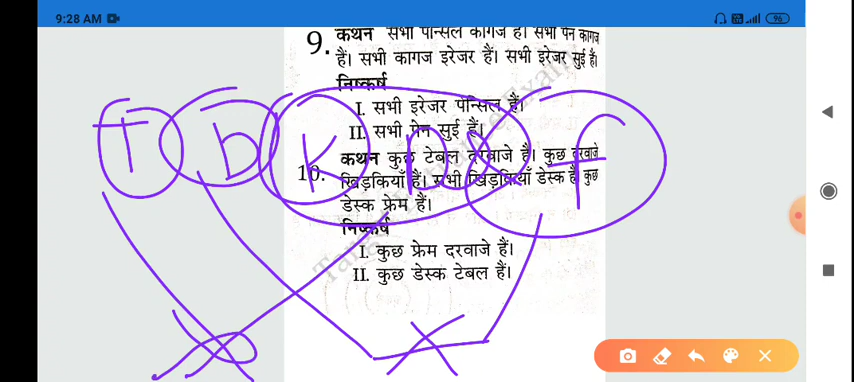 9:28 AM
9. कथन सभी पेन्सिल कागज हैं। सभी पेन कागज
हैं। सभी कागज इरेजर हैं। सभी इरेजर सुई हैं।
निष्कर्ष
I. सभी इरेजर पेन्सिल हैं।
II. सभी पेन सुई हैं।
कथन कुछ टेबल दरवाजे हैं। कुछ दरवाजे
10. खिड़कियाँ हैं। सभी खिड़कियाँ डेस्क हैं कुछ
डेस्क फ्रेम हैं।
निष्कर्ष
I. कुछ फ्रेम दरवाजे हैं।
II. कुछ डेस्क टेबल हैं।
T b K D f